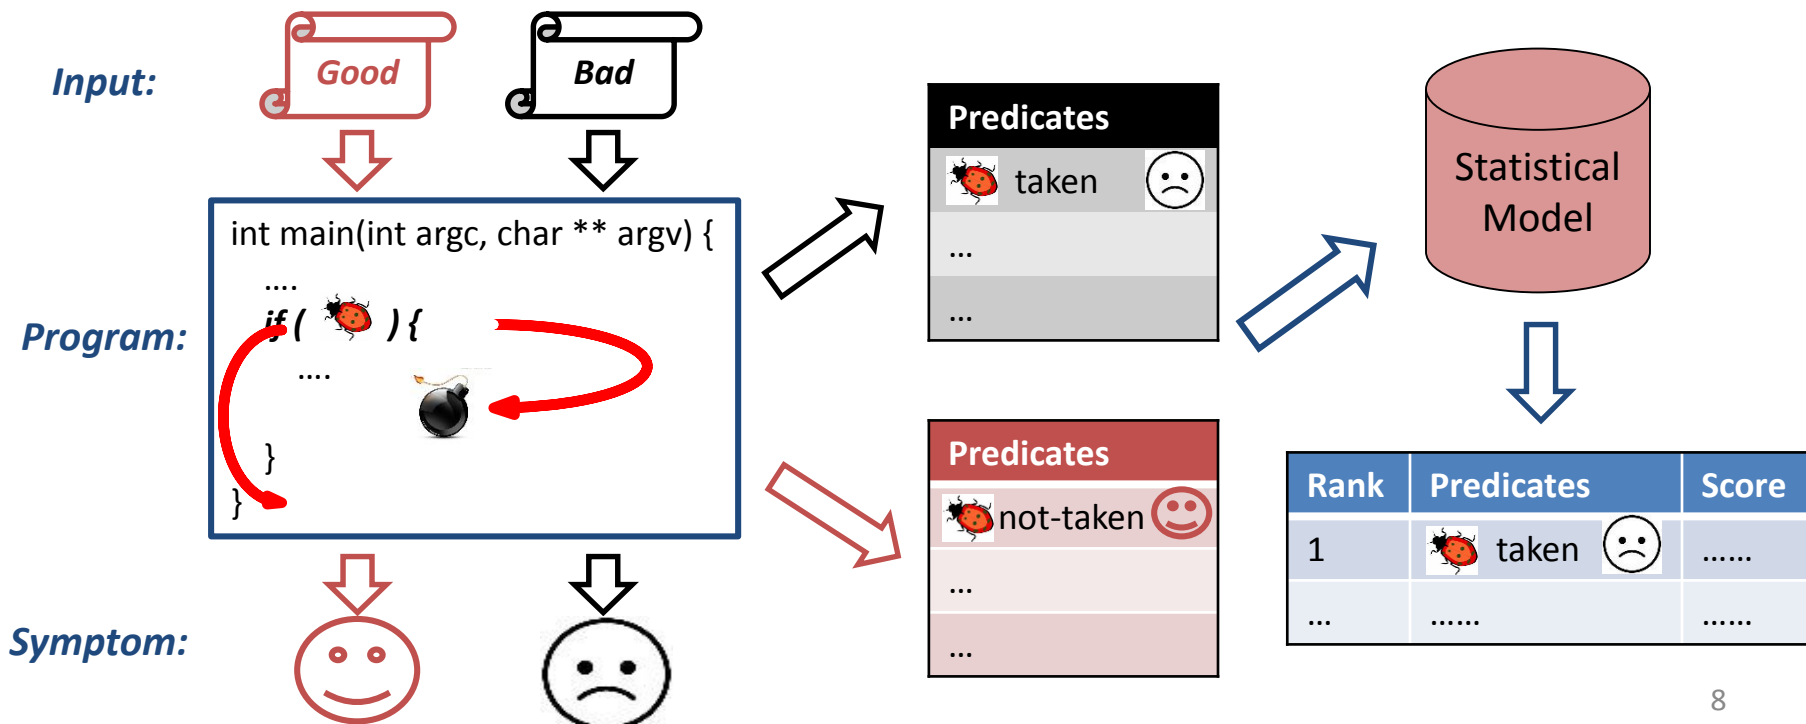 Input:
Good
Bad
Program:
int main(int argc, char ** argv) {
....
if ( ) {
....
}
}
Symptom:
Predicates
taken
...
...
Predicates
not-taken
...
...
Statistical
Model
Rank Predicates Score
1 taken ......
... ...... ......
8